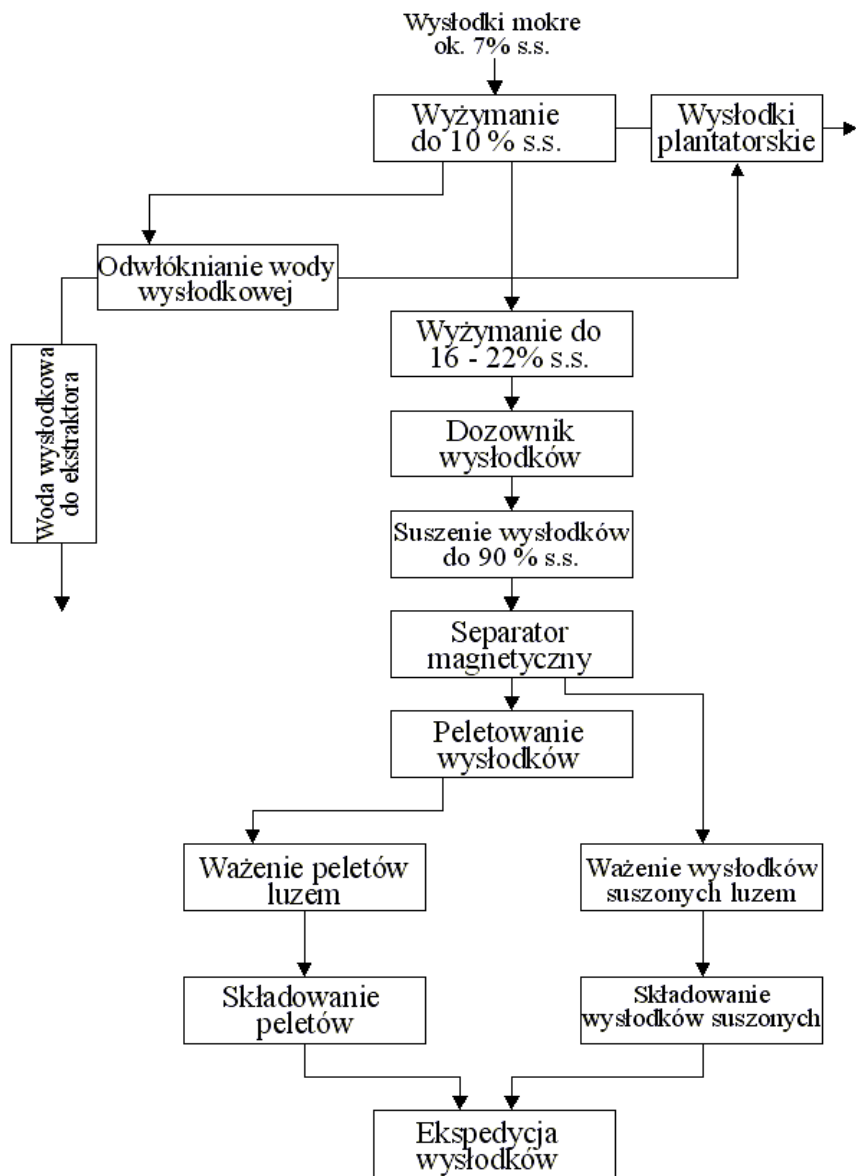 Wysłodki mokre
ok. 7% s.s.
Wyżymanie
do 10 % s.s.
Wysłodki
plantatorskie
Odwłóknianie wody
wysłodkowej
Wyżymanie do
16 - 22% s.s.
Woda wysłodkowa
do ekstraktora
Dozownik
wysłodków
Suszenie wysłodków
do 90 % s.s.
Separator
magnetyczny
Peletowanie
wysłodków
Ważenie peletów
luzem
Ważenie wysłodków
suszonych luzem
Składowanie
peletów
Składowanie
wysłodków suszonych
Ekspedycja
wysłodków